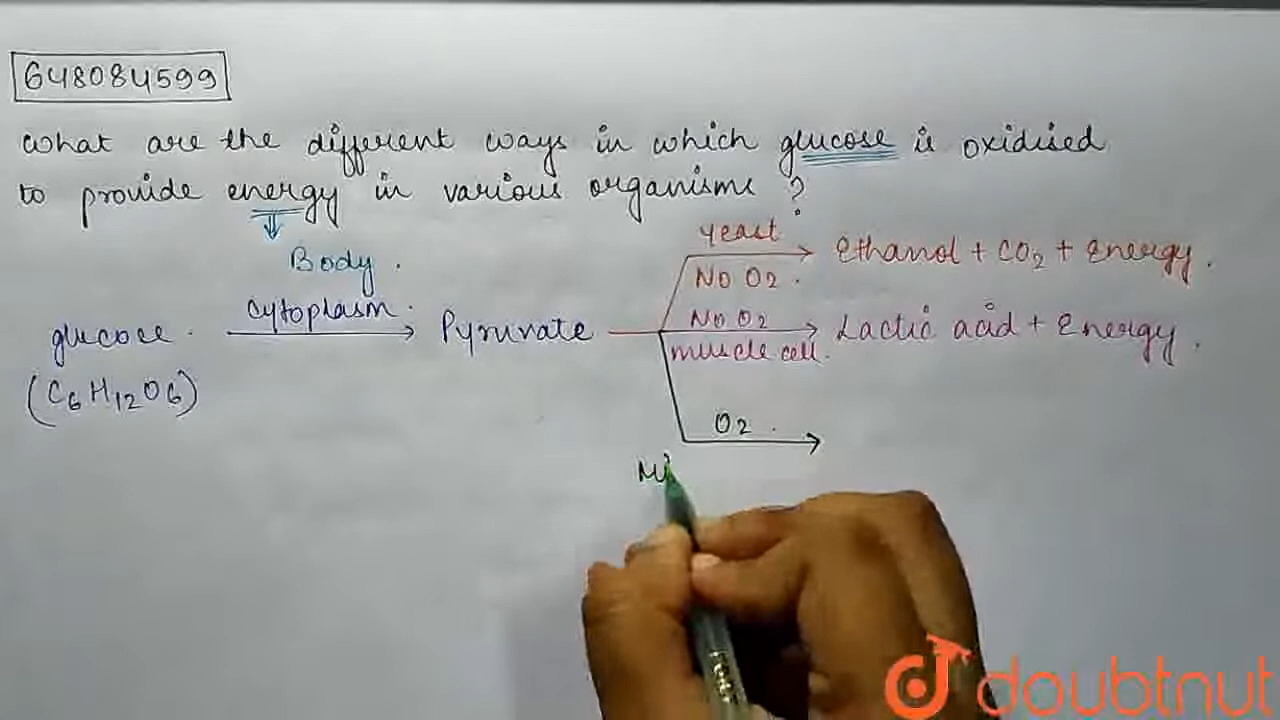 648084599
What are the different ways in which glucose is oxidised
to provide energy in various organisms ?
Body .
glucose . cytoplasm . Pyruvate
(C6H12O6)
yeast
No O2 .
Ethanol + CO2 + Energy .
No O2
muscle cell .
Lactic acid + Energy .
O2 .
Mi
doubtnut